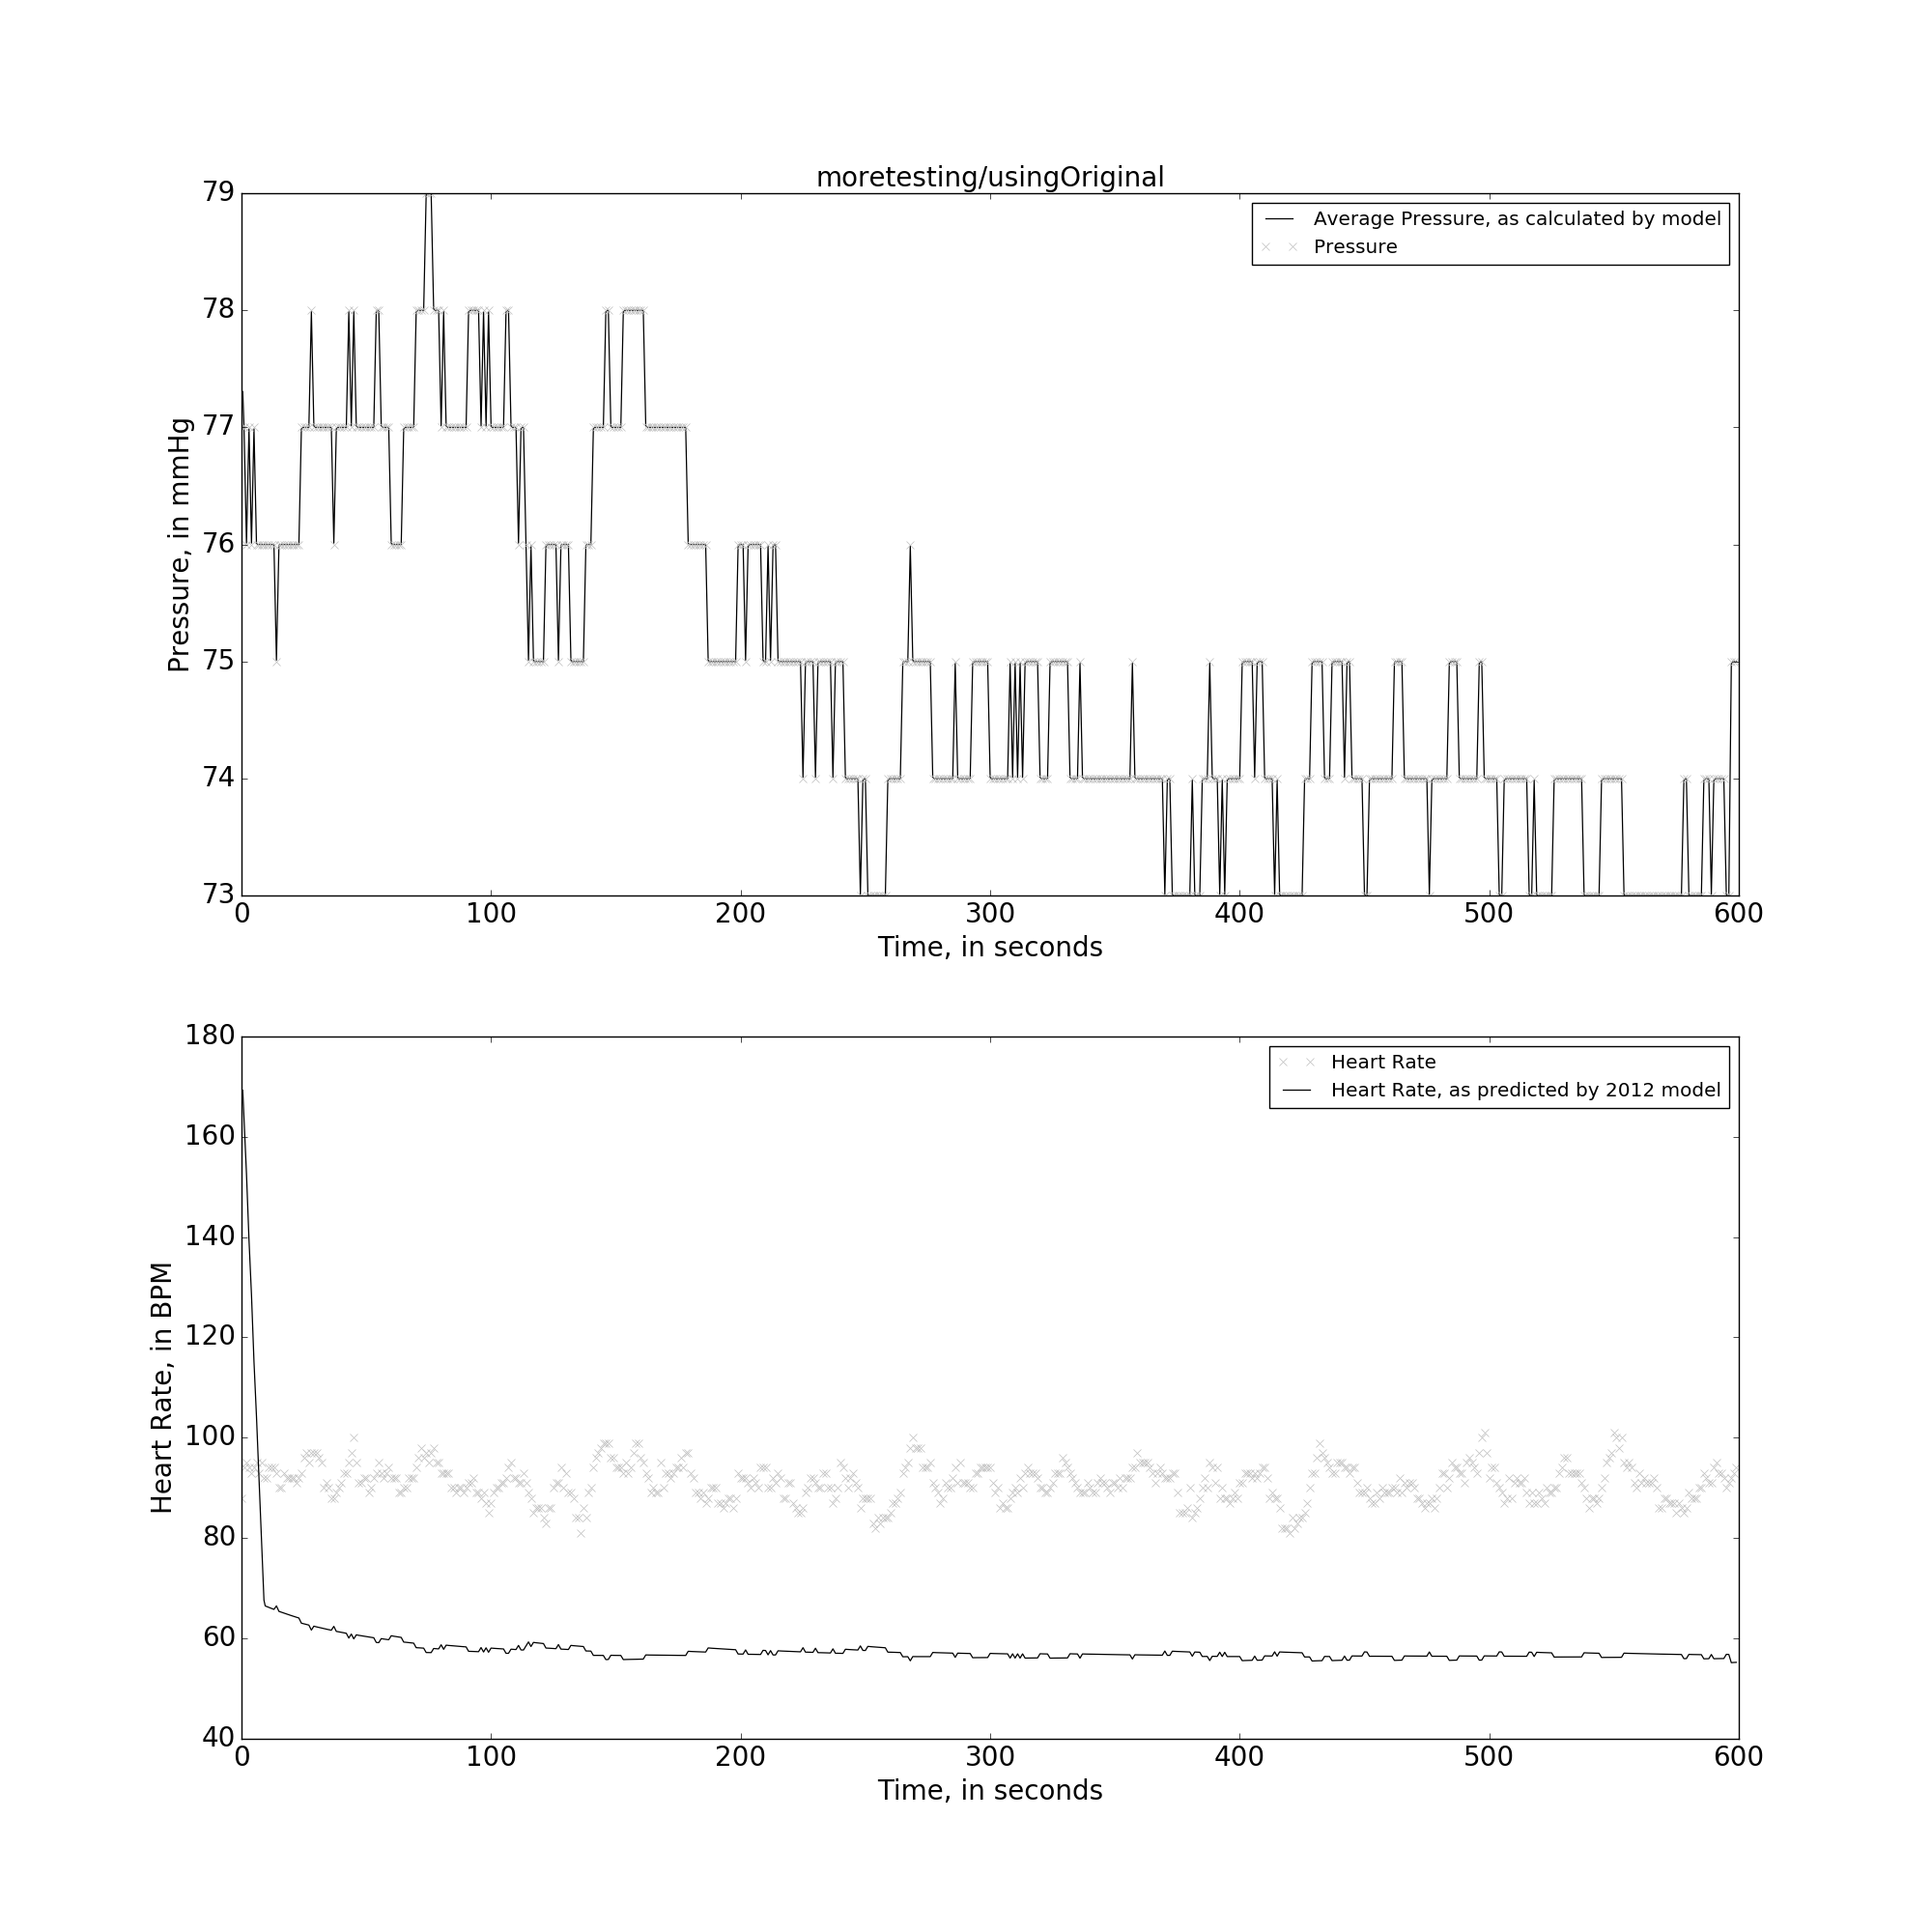 moretesting/usingOriginal
79
78
77
76
75
74
73
Pressure, in mmHg
Average Pressure, as calculated by model
Pressure
0 100 200 300 400 500 600
Time, in seconds
180
160
140
120
100
80
60
40
Heart Rate, in BPM
Heart Rate
Heart Rate, as predicted by 2012 model
0 100 200 300 400 500 600
Time, in seconds